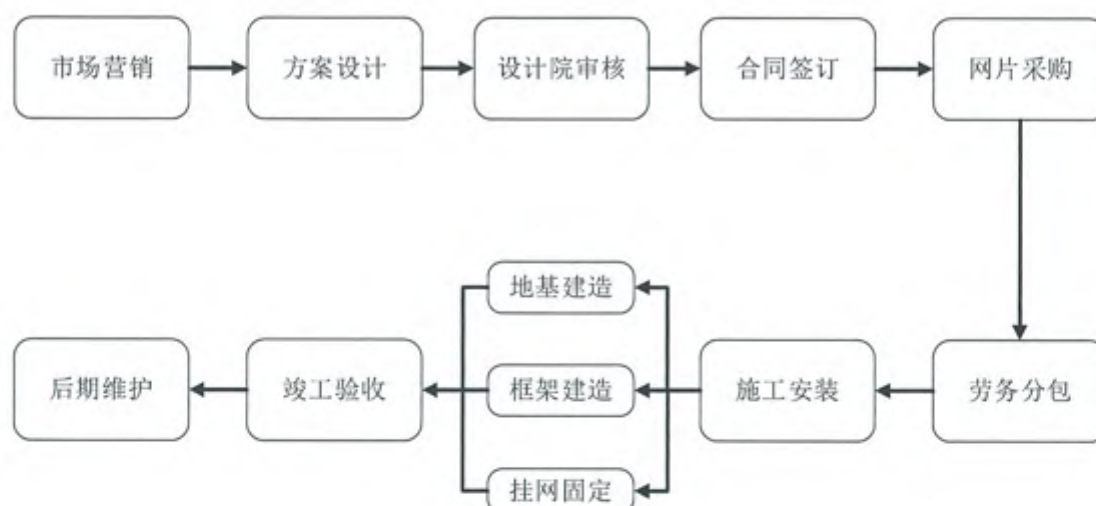 市场营销
方案设计
设计院审核
合同签订
网片采购
地基建造
后期维护
竣工验收
框架建造
施工安装
劳务分包
挂网固定